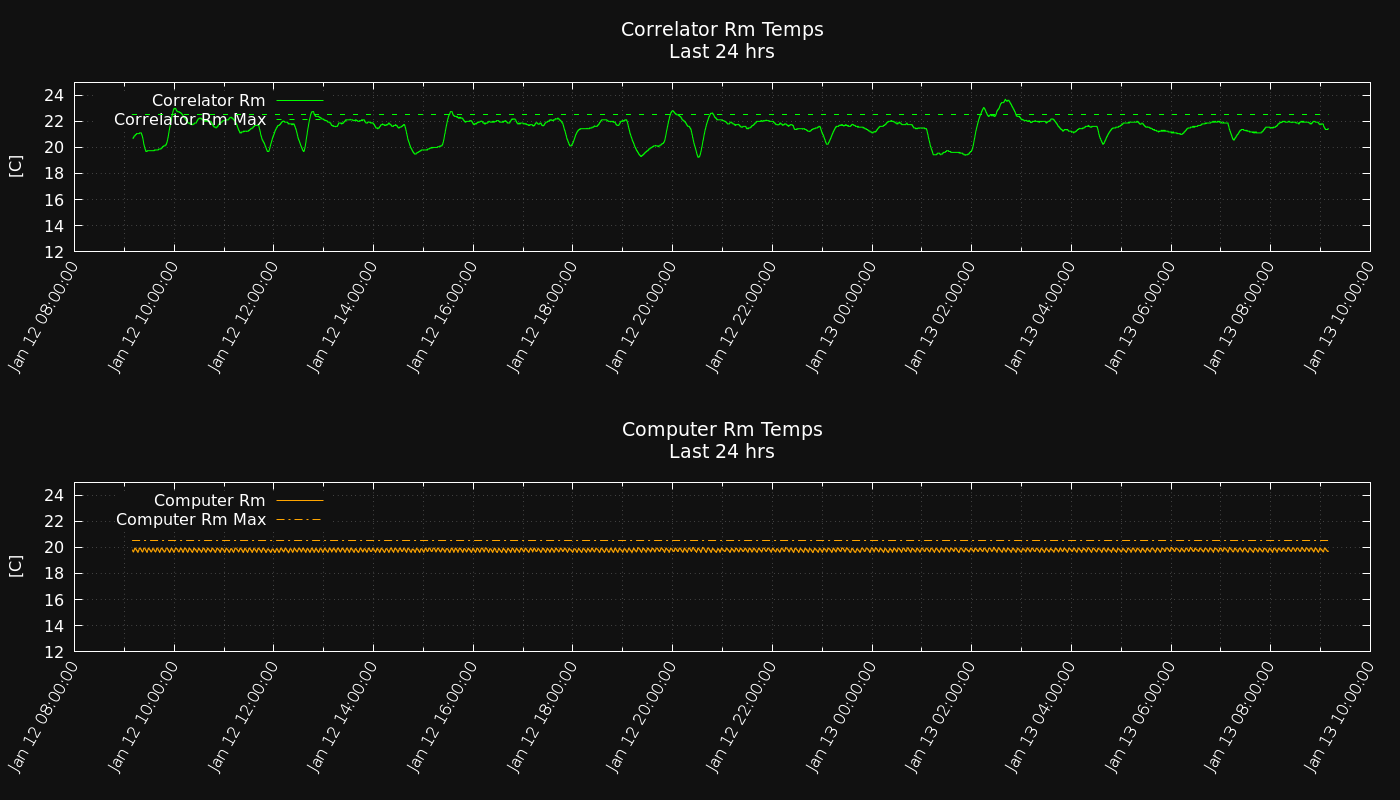 Correlator Rm Temps
Last 24 hrs
Correlator Rm
Correlator Rm Max
[C]
24
22
20
18
16
14
12
Jan 12 08:00:00
Jan 12 10:00:00
Jan 12 12:00:00
Jan 12 14:00:00
Jan 12 16:00:00
Jan 12 18:00:00
Jan 12 20:00:00
Jan 12 22:00:00
Jan 13 00:00:00
Jan 13 02:00:00
Jan 13 04:00:00
Jan 13 06:00:00
Jan 13 08:00:00
Jan 13 10:00:00
Computer Rm Temps
Last 24 hrs
Computer Rm
Computer Rm Max
[C]
24
22
20
18
16
14
12
Jan 12 08:00:00
Jan 12 10:00:00
Jan 12 12:00:00
Jan 12 14:00:00
Jan 12 16:00:00
Jan 12 18:00:00
Jan 12 20:00:00
Jan 12 22:00:00
Jan 13 00:00:00
Jan 13 02:00:00
Jan 13 04:00:00
Jan 13 06:00:00
Jan 13 08:00:00
Jan 13 10:00:00